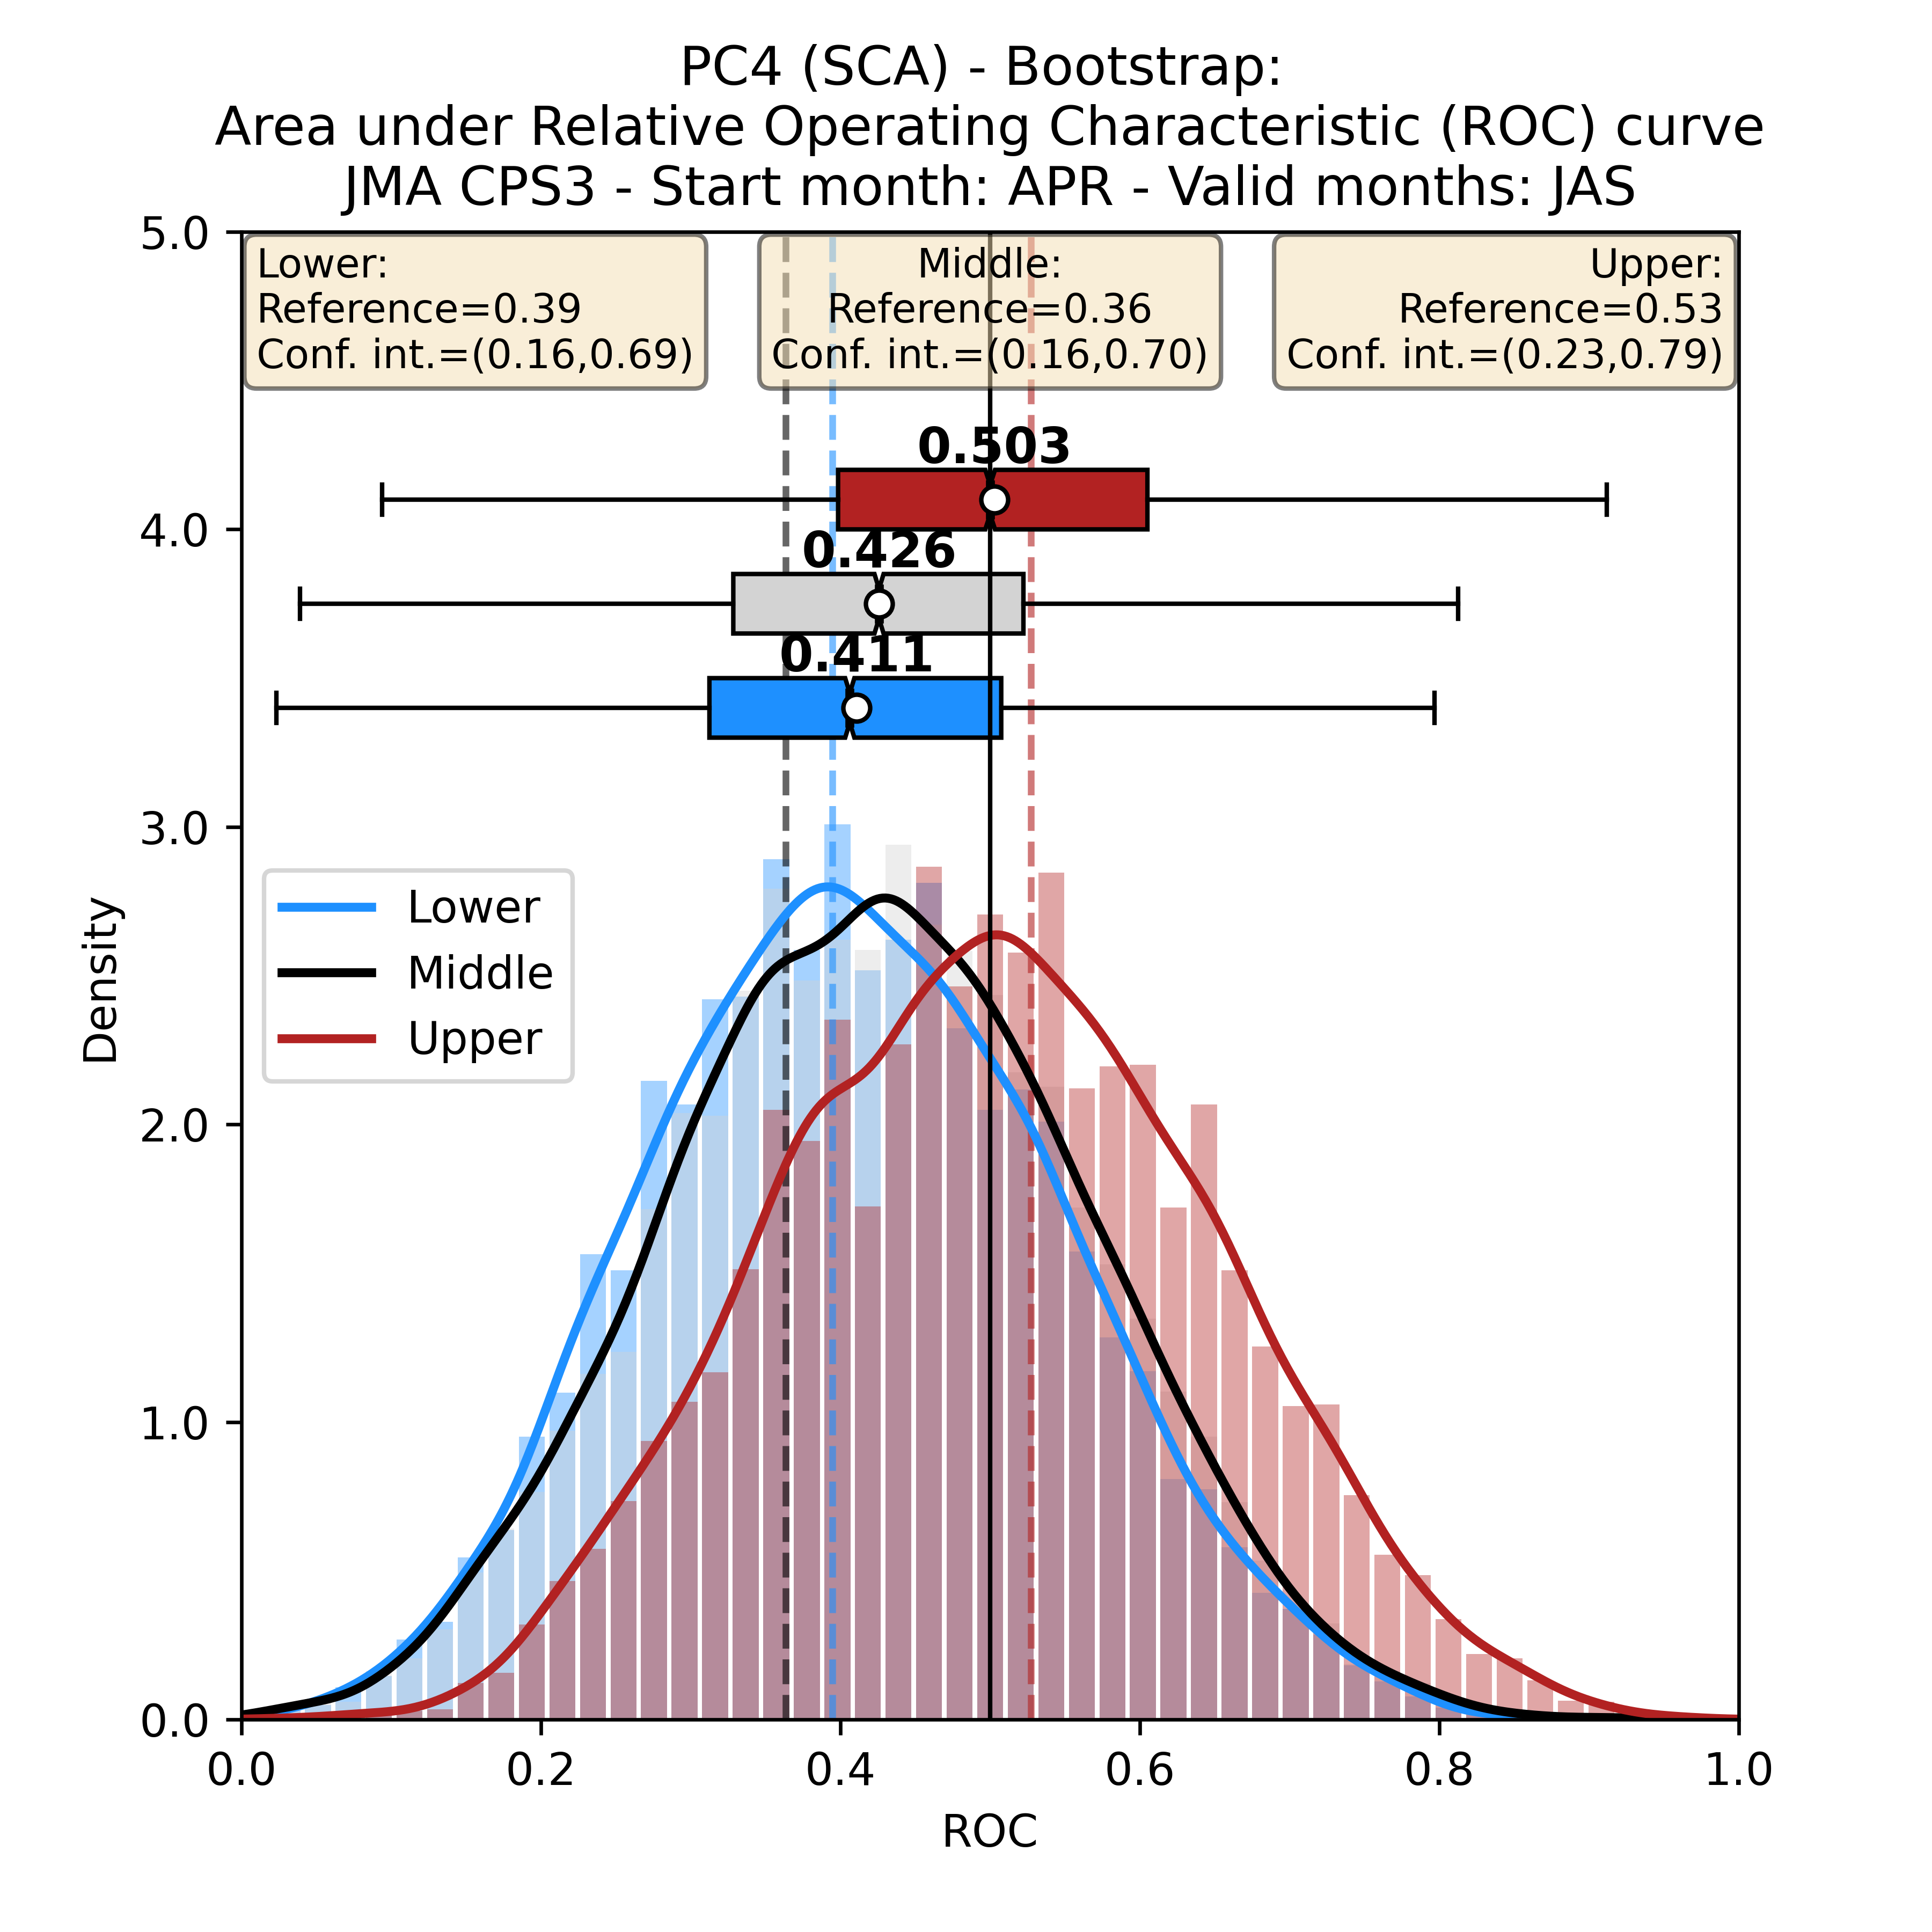 PC4 (SCA) - Bootstrap:
Area under Relative Operating Characteristic (ROC) curve
JMA CPS3 - Start month: APR - Valid months: JAS
Lower:
Reference=0.39
Conf. int.=(0.16,0.69)
Middle:
Reference=0.36
Conf. int.=(0.16,0.70)
Upper:
Reference=0.53
Conf. int.=(0.23,0.79)
0.503
0.426
0.411
Lower
Middle
Upper
Density
5.0
4.0
3.0
2.0
1.0
0.0
0.0 0.2 0.4 0.6 0.8 1.0
ROC